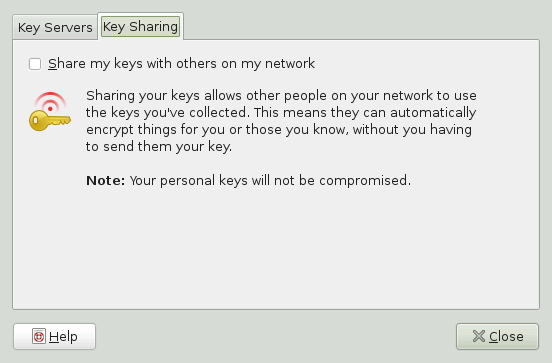 Key Servers Key Sharing
Share my keys with others on my network
Sharing your keys allows other people on your network to use
the keys you've collected. This means they can automatically
encrypt things for you or those you know, without you having
to send them your key.
Note: Your personal keys will not be compromised.
Help Close